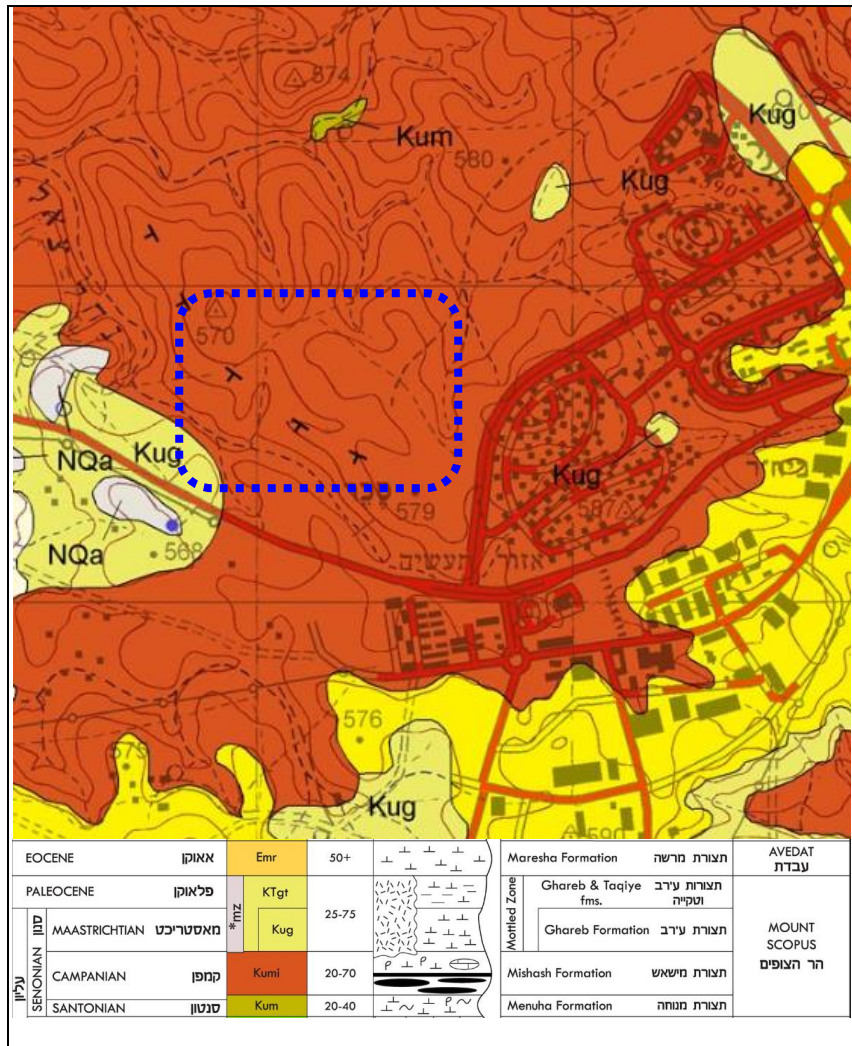 Kum
580
Kug
Kug
590
570
NQa
Kug
Kug
579
587
NQa
568
576
Kug
590
EOCENE אאוקן Emr 50+ Maresha Formation תצורת מרשה AVEDAT עבדת
PALEOCENE פלאוקן KTgt 25-75 Ghareb & Taqiye fms. תצורות ע'רב וטקייה
MAASTRICHTIAN מאסטריכט Kug Ghareb Formation תצורת ע'רב
CAMPANIAN קמפן Kumi 20-70 Mishash Formation תצורת מישאש
SANTONIAN סנטון Kum 20-40 Menuha Formation תצורת מנוחה
סנון
SENONIAN
עליון
*mz
Mottled Zone
MOUNT
SCOPUS
הר הצופים